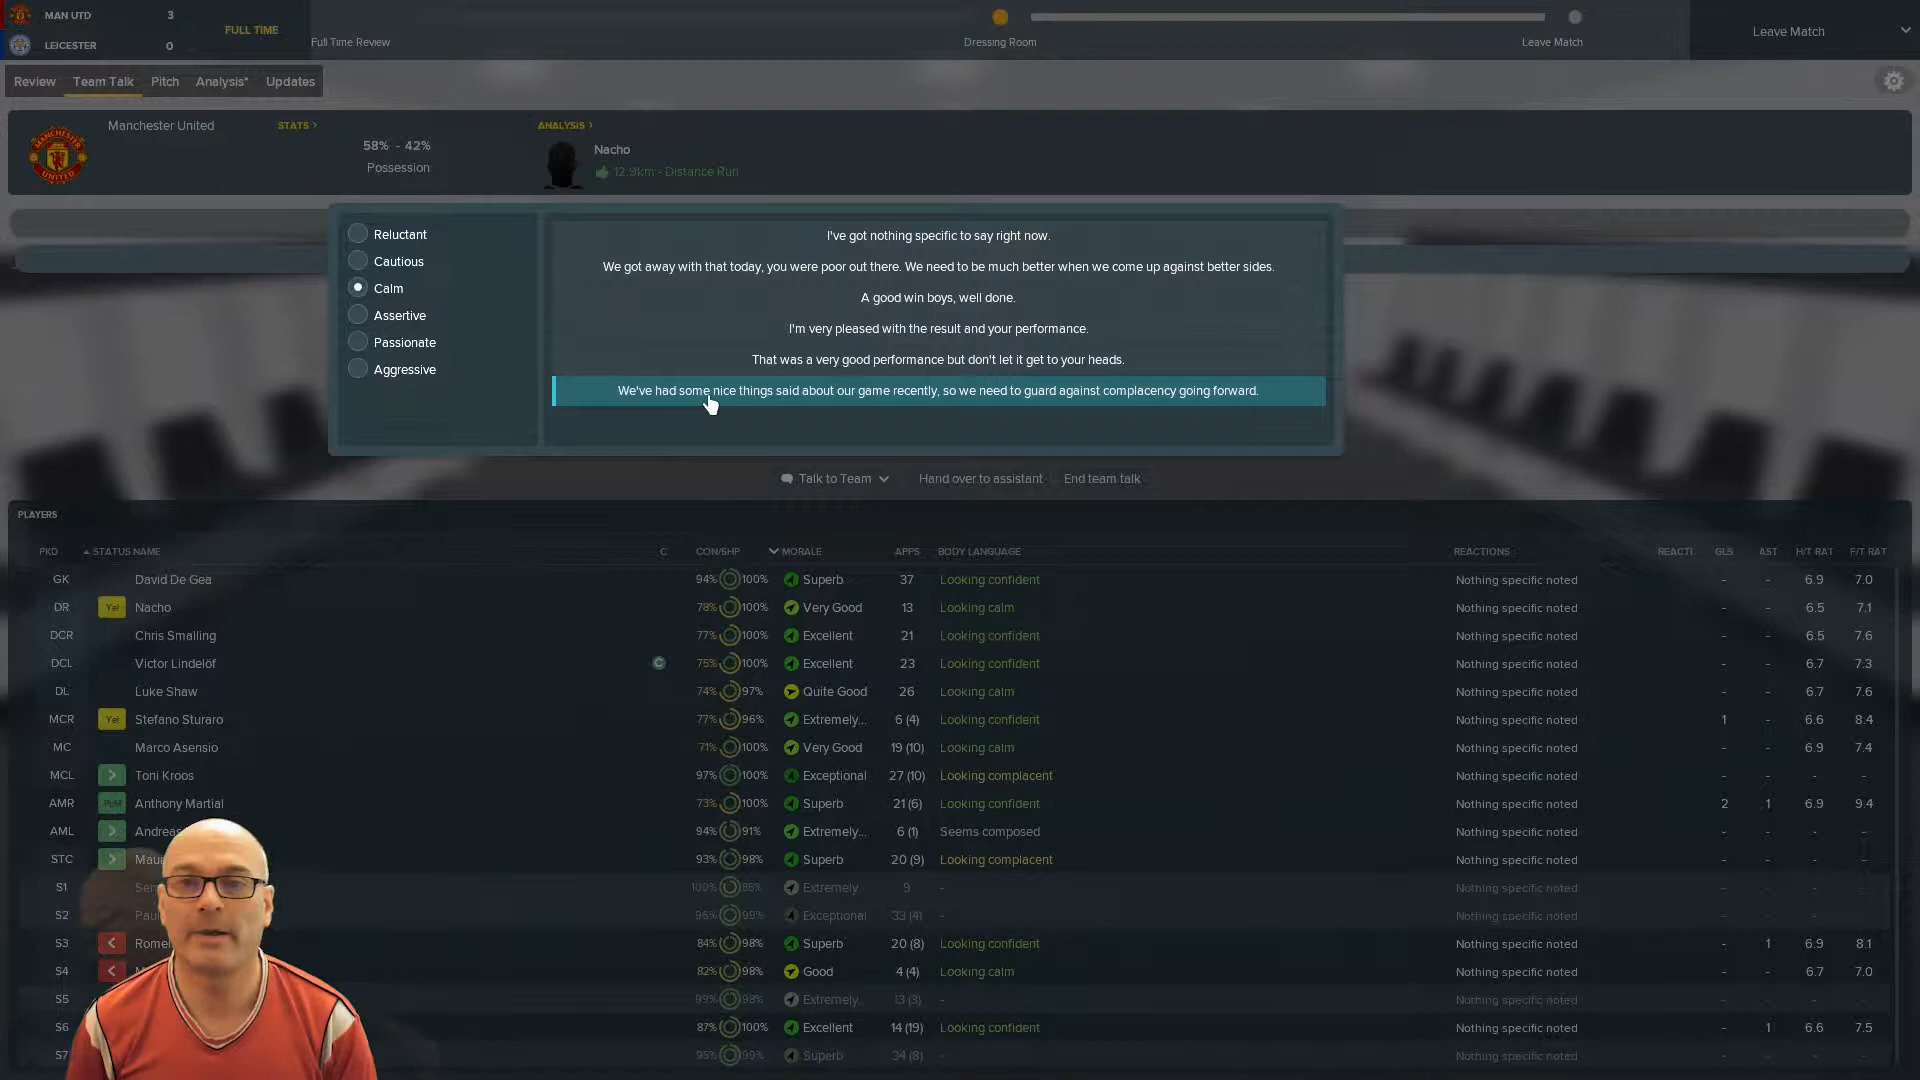 MAN UTD 3
LEICESTER 0
FULL TIME
Full Time Review
Dressing Room
Leave Match
Leave Match
Review Team Talk Pitch Analysis* Updates
Manchester United
STATS >
58% - 42%
Possession
ANALYSIS >
Nacho
12.9km - Distance Run
MANCHESTER
UNITED
Reluctant
Cautious
Calm
Assertive
Passionate
Aggressive
I've got nothing specific to say right now.
We got away with that today, you were poor out there. We need to be much better when we come up against better sides.
A good win boys, well done.
I'm very pleased with the result and your performance.
That was a very good performance but don't let it get to your heads.
We've had some nice things said about our game recently, so we need to guard against complacency going forward.
Talk to Team Hand over to assistant End team talk
PLAYERS
PKD STATUS NAME C CON/SHP MORALE APPS BODY LANGUAGE REACTIONS REACTI... GLS AST H/T RAT F/T RAT
GK David De Gea 94% 100% Superb 37 Looking confident Nothing specific noted - - 6.9 7.0
DR Yel Nacho 78% 100% Very Good 13 Looking calm Nothing specific noted - - 6.5 7.1
DCR Chris Smalling 77% 100% Excellent 21 Looking confident Nothing specific noted - - 6.5 7.6
DCL Victor Lindelöf C 75% 100% Excellent 23 Looking confident Nothing specific noted - - 6.7 7.3
DL Luke Shaw 74% 97% Quite Good 26 Looking calm Nothing specific noted - - 6.7 7.6
MCR Yel Stefano Sturaro 77% 96% Extremely... 6 (4) Looking confident Nothing specific noted 1 - 6.6 8.4
MC Marco Asensio 71% 100% Very Good 19 (10) Looking calm Nothing specific noted - - 6.9 7.4
MCL Toni Kroos 97% 100% Exceptional 27 (10) Looking complacent Nothing specific noted - - - -
AMR PoM Anthony Martial 73% 100% Superb 21 (6) Looking confident Nothing specific noted 2 1 6.9 9.4
AML Andreas 94% 91% Extremely... 6 (1) Seems composed Nothing specific noted - - - -
STC Mau 93% 98% Superb 20 (9) Looking complacent Nothing specific noted - - - -
S1 Ser 100% 85% Extremely... 9 - Nothing specific noted
S2 Paul 96% 99% Exceptional 33 (4) - Nothing specific noted
S3 Rome 84% 98% Superb 20 (8) Looking confident Nothing specific noted - 1 6.9 8.1
S4 82% 98% Good 4 (4) Looking calm Nothing specific noted - - 6.7 7.0
S5 99% 98% Extremely... 13 (3) - Nothing specific noted
S6 87% 100% Excellent 14 (19) Looking confident Nothing specific noted - 1 6.6 7.5
S7 95% 99% Superb 34 (8) - Nothing specific noted